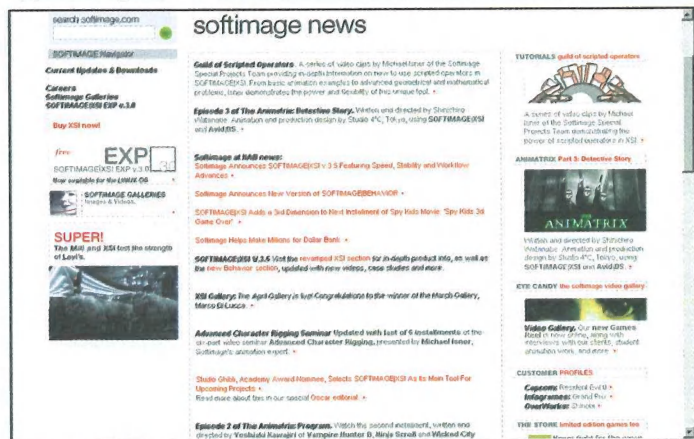 search softimage.com
softimage news
SOFTIMAGE Navigator
Current Updates & Downloads
Careers
Softimage Galleries
SOFTIMAGE|XSI EXP v.3.0
Buy XSI now!
free
EXP
3.0
SOFTIMAGE|XSI EXP v.3.0
Now available for the LINUX OS
SOFTIMAGE GALLERIES
Images & Videos.
SUPER!
The Mill and XSI test the strength
of Levi's.
Guild of Scripted Operators. A series of video clips by Michael Isner of the Softimage
Special Projects Team providing in-depth information on how to use scripted operators in
SOFTIMAGE|XSI. From basic animation examples to advanced geometrical and mathematical
problems, Isner demonstrates the power and flexibility of this unique tool.
Episode 3 of The Animatrix: Detective Story. Written and directed by Shinichiro
Watanabe. Animation and production design by Studio 4°C, Tokyo, using SOFTIMAGE|XSI
and Avid|DS.
Softimage at NAB news:
Softimage Announces SOFTIMAGE|XSI v 3.5 Featuring Speed, Stability and Workflow
Advances
Softimage Announces New Version of SOFTIMAGE|BEHAVIOR
SOFTIMAGE|XSI Adds a 3rd Dimension to Next Installment of Spy Kids Movie: "Spy Kids 3d
Game Over"
Softimage Helps Make Millions for Dollar Bank
SOFTIMAGE|XSI V.3.5 Visit the revamped XSI section for in-depth product info, as well as
the new Behavior section, updated with new videos, case studies and more.
XSI Gallery: The April Gallery is live! Congratulations to the winner of the March Gallery,
Marco Di Lucca.
Advanced Character Rigging Seminar Updated with last of 6 installments of the
six-part video seminar Advanced Character Rigging, presented by Michael Isner,
Softimage's animation expert.
Studio Ghibli, Academy Award Nominee, Selects SOFTIMAGE|XSI As Its Main Tool For
Upcoming Projects
Read more about this in our special Oscar editorial.
Episode 2 of The Animatrix: Program. Watch the second installment, written and
directed by Yoshiaki Kawajiri of Vampire Hunter D, Ninja Scroll and Wicked City
TUTORIALS guild of scripted operators
A series of video clips by Michael
Isner of the Softimage Special Projects
Team demonstrating the
power of scripted operators in XSI.
ANIMATRIX Part 3: Detective Story
THE
ANIMATRIX
Written and directed by Shinichiro
Watanabe. Animation and production
design by Studio 4°C, Tokyo, using
SOFTIMAGE|XSI and Avid|DS.
EYE CANDY the softimage video gallery
Video Gallery. Our new Games
Reel is now online, along with
interviews with our clients, student
animation work, and more.
CUSTOMER PROFILES
Capcom: Resident Evil 0
Infogrames: Grand Prix
OverWorks:
THE STORE limited edition games tee